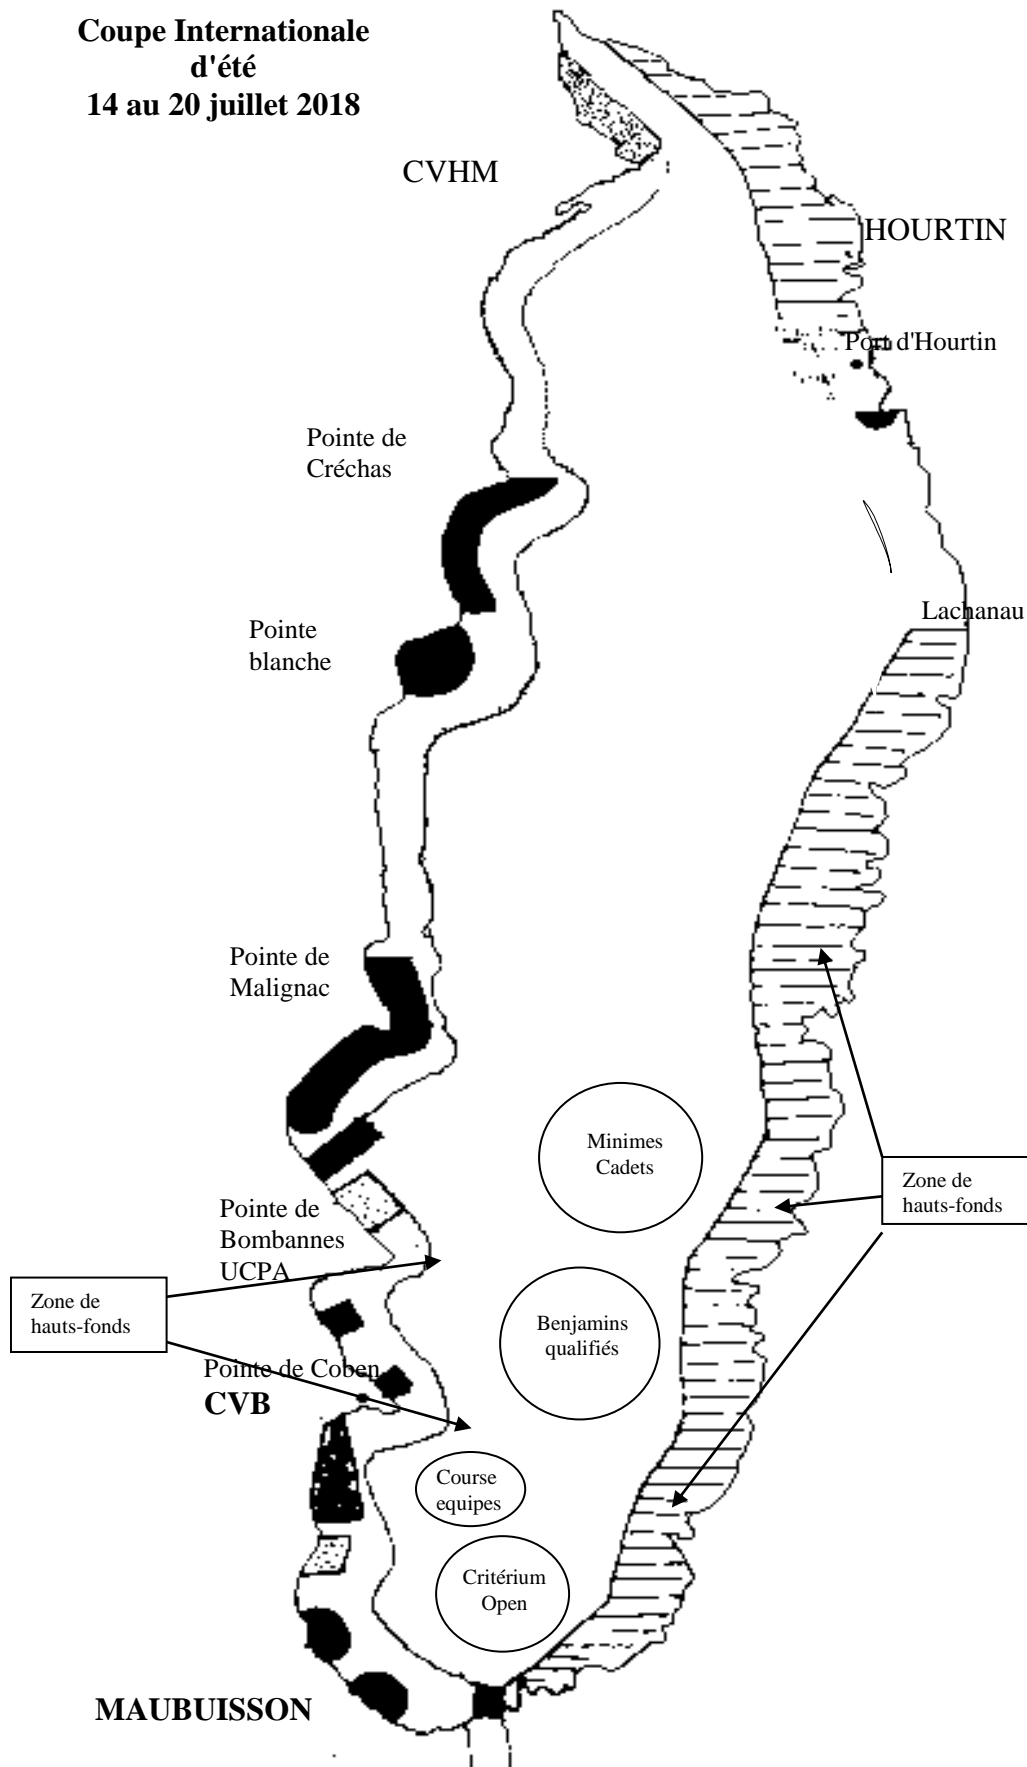 Coupe Internationale
d'été
14 au 20 juillet 2018
CVHM
HOURTIN
Port d'Hourtin
Pointe de
Créchas
Lachanau
Pointe
blanche
Pointe de
Malignac
Minimes
Cadets
Zone de
hauts-fonds
Pointe de
Bombannes
UCPA
Zone de
hauts-fonds
Benjamins
qualifiés
Pointe de Coben
CVB
Course
equipes
Critérium
Open
MAUBUISSON